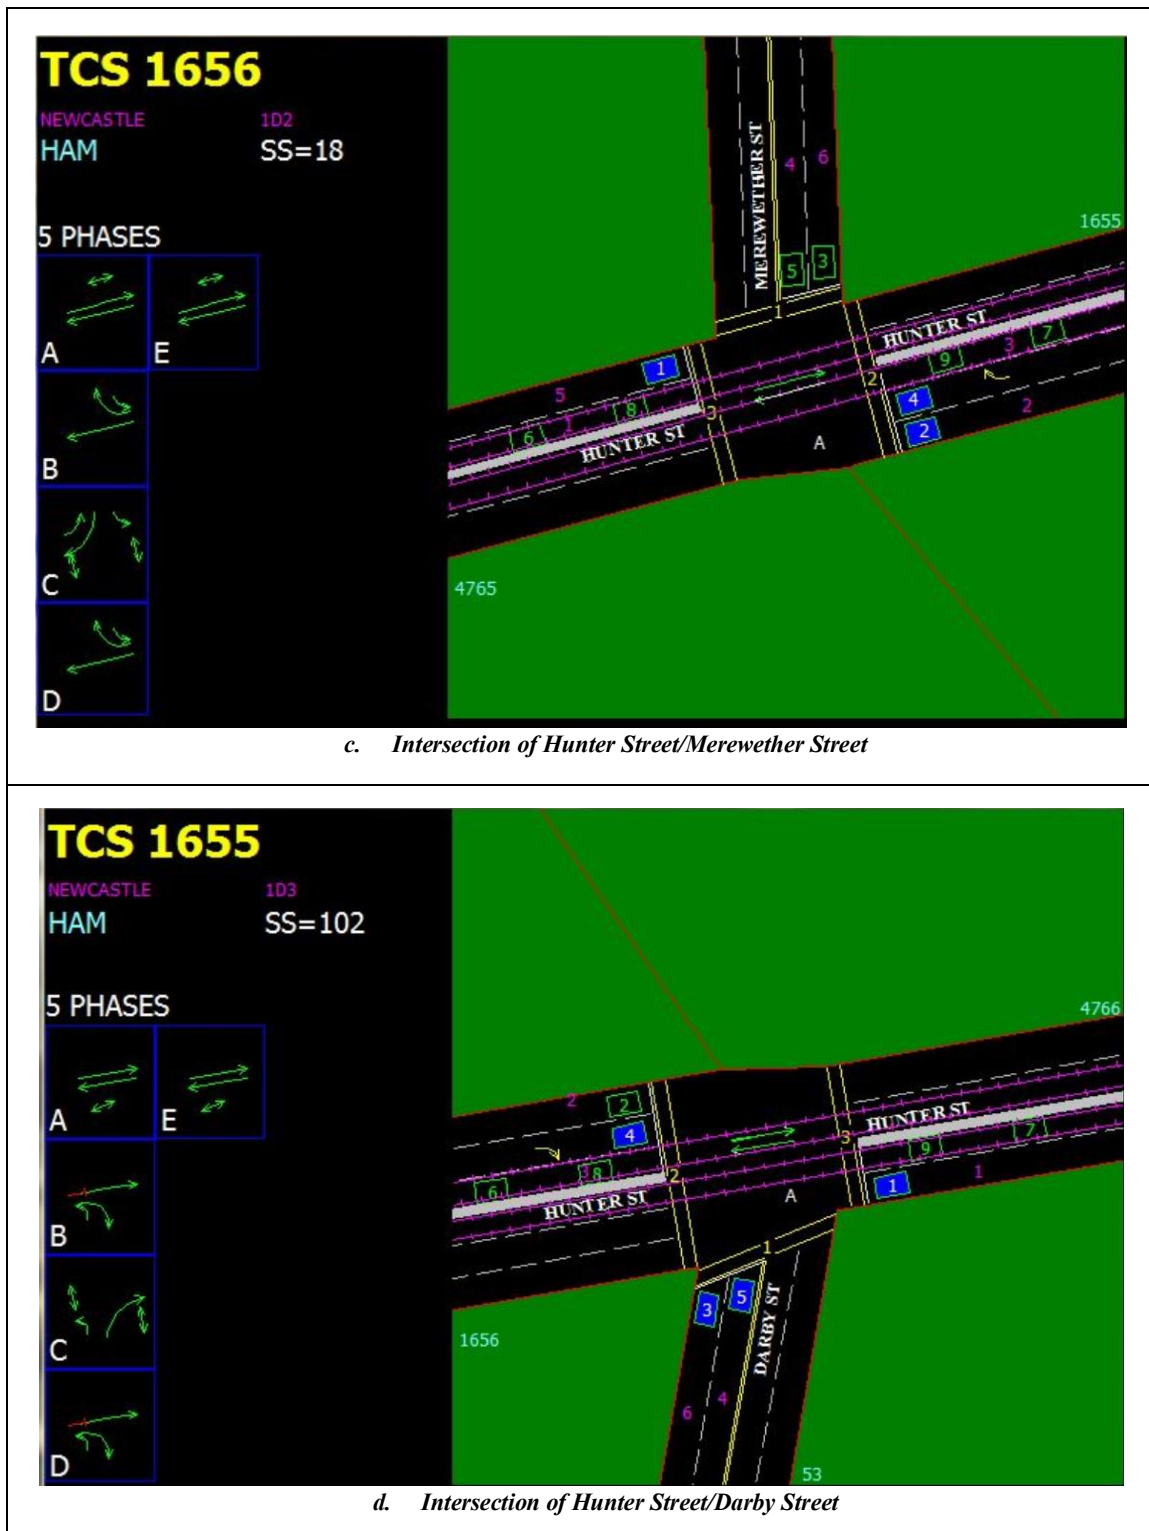 TCS 1656
NEWCASTLE 1D2
HAM SS=18
5 PHASES
A E
B
C
D
MEREWETHER ST
4 6
5 3
1655
1
HUNTER ST
1
5
2
9 3 7
8
6 1
3
4
2
2
HUNTER ST
A
4765
c. Intersection of Hunter Street/Merewether Street
TCS 1655
NEWCASTLE 1D3
HAM SS=102
5 PHASES
A E
B
C
D
4766
2 2
4
HUNTER ST
3
7
9
3 8
6
2
HUNTER ST
1
1
A
1
3 5
DARBY ST
1656
6 4
53
d. Intersection of Hunter Street/Darby Street